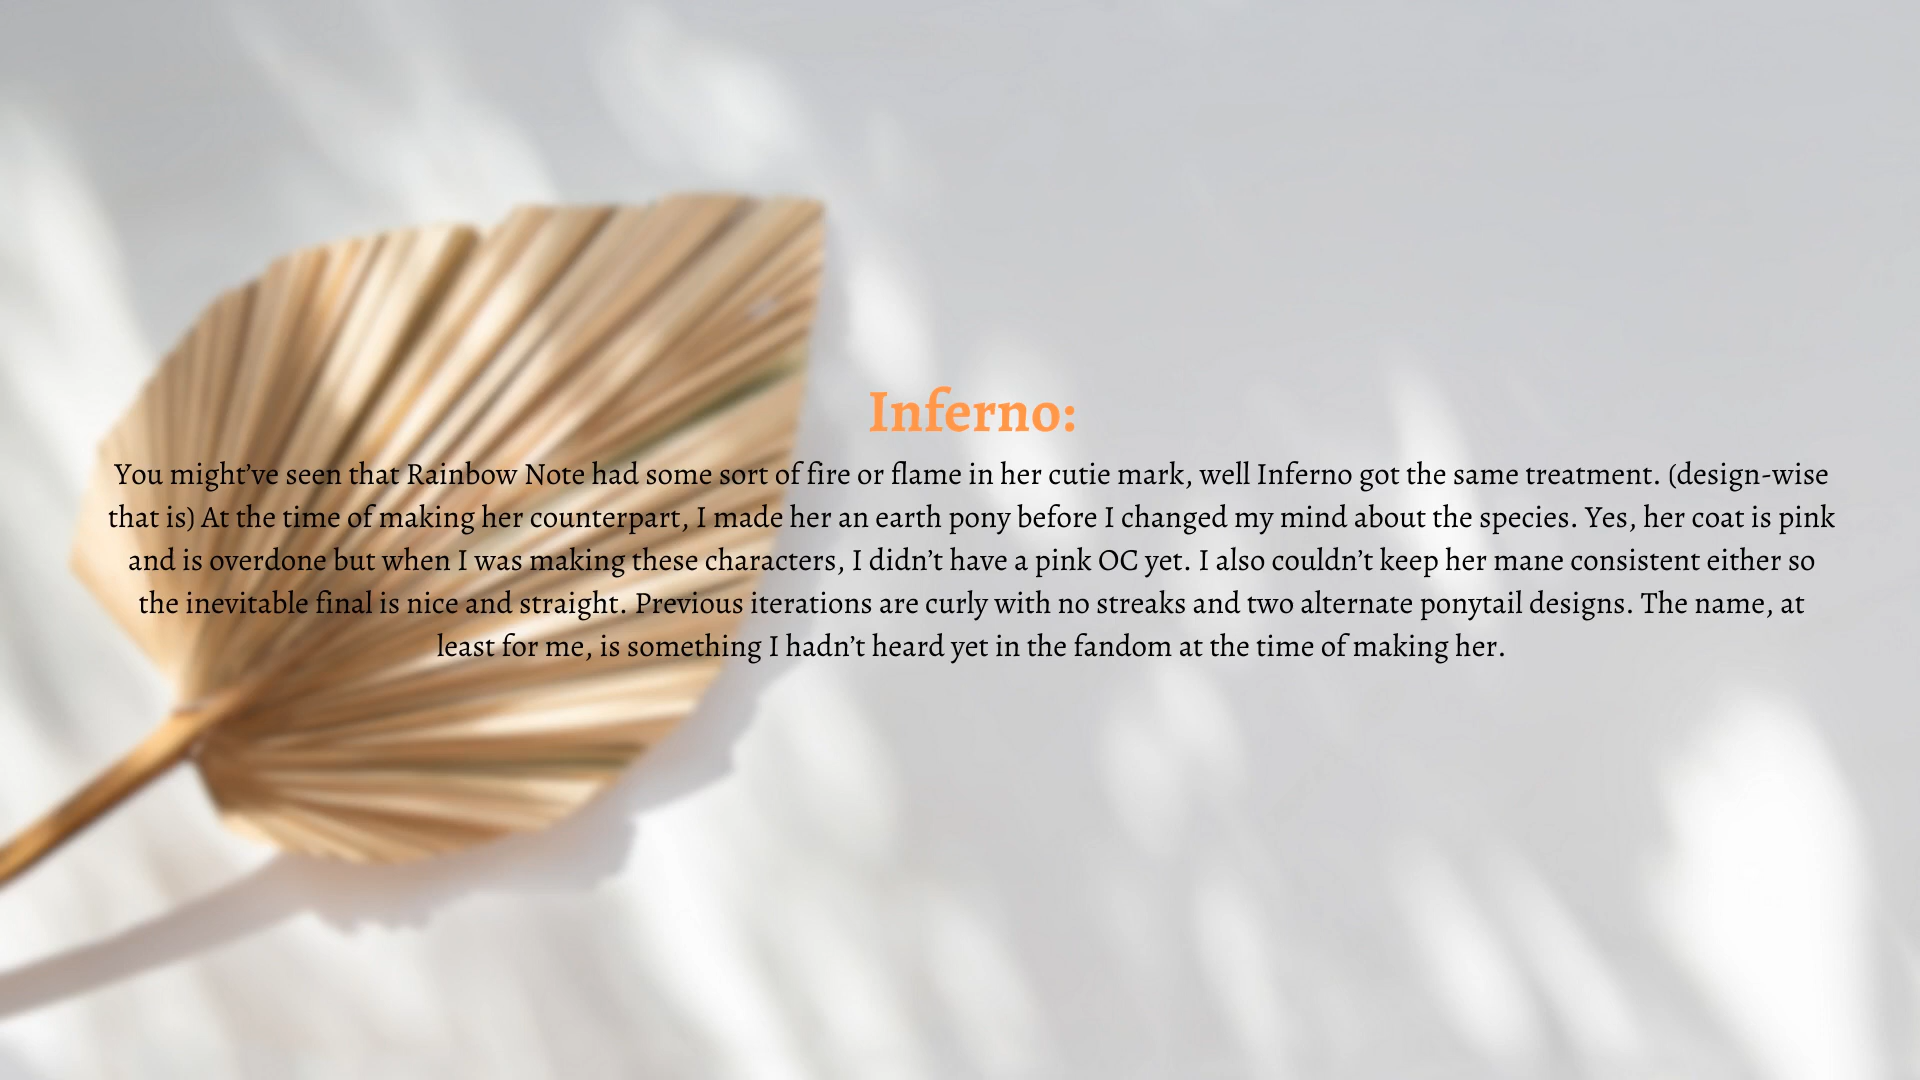 Inferno:
You might’ve seen that Rainbow Note had some sort of fire or flame in her cutie mark, well Inferno got the same treatment. (design-wise
that is) At the time of making her counterpart, I made her an earth pony before I changed my mind about the species. Yes, her coat is pink
and is overdone but when I was making these characters, I didn’t have a pink OC yet. I also couldn’t keep her mane consistent either so
the inevitable final is nice and straight. Previous iterations are curly with no streaks and two alternate ponytail designs. The name, at
least for me, is something I hadn’t heard yet in the fandom at the time of making her.